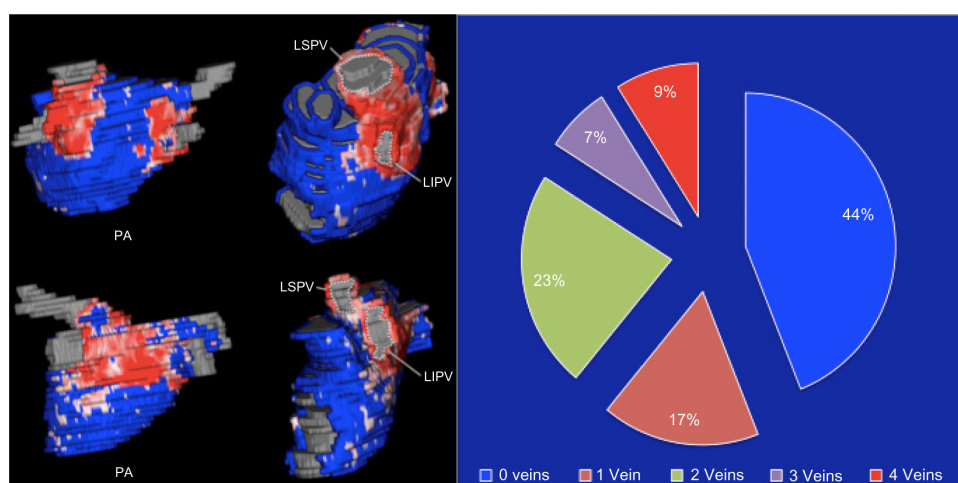 LSPV
LIPV
PA
LSPV
LIPV
PA
9%
7%
44%
23%
17%
0 veins
1 Vein
2 Veins
3 Veins
4 Veins